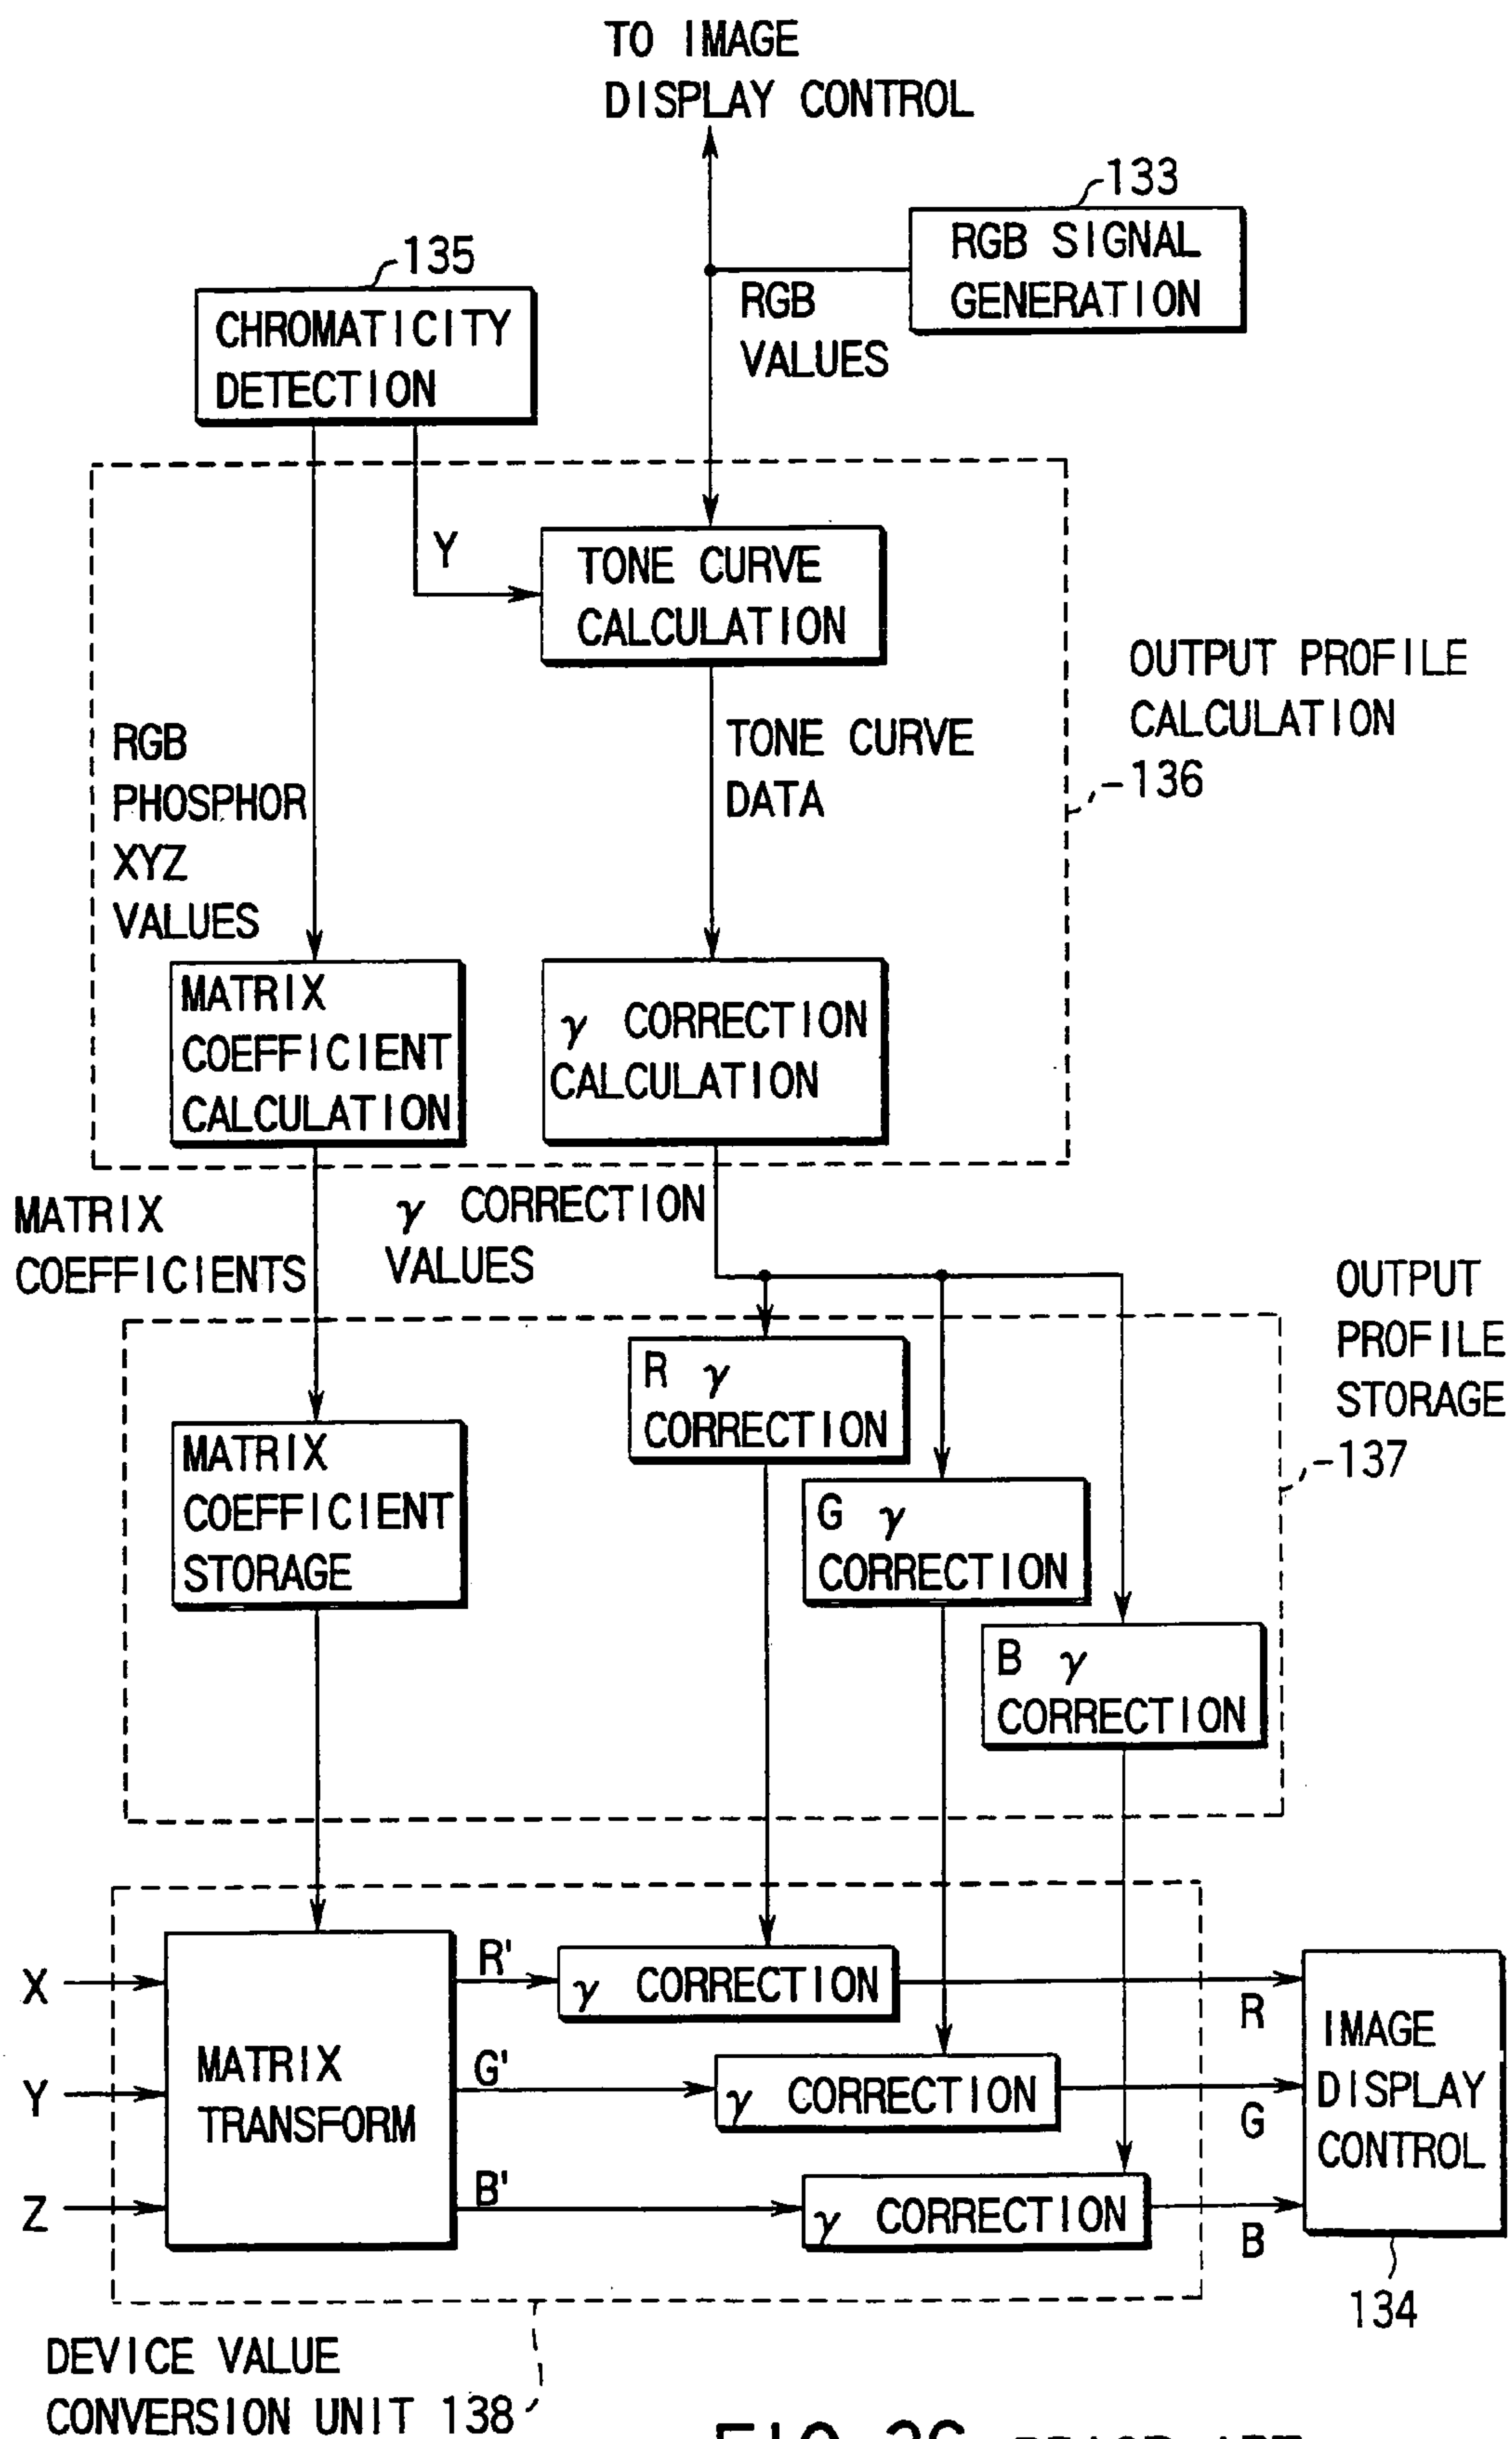 TO IMAGE
DISPLAY CONTROL
133
RGB SIGNAL
GENERATION
135
CHROMATICITY
DETECTION
RGB
VALUES
Y
TONE CURVE
CALCULATION
OUTPUT PROFILE
CALCULATION
136
RGB
PHOSPHOR
XYZ
VALUES
TONE CURVE
DATA
MATRIX
COEFFICIENT
CALCULATION
γ CORRECTION
CALCULATION
MATRIX
COEFFICIENTS
γ CORRECTION
VALUES
OUTPUT
PROFILE
STORAGE
137
R γ
CORRECTION
MATRIX
COEFFICIENT
STORAGE
G γ
CORRECTION
B γ
CORRECTION
X
Y
Z
MATRIX
TRANSFORM
R'
γ CORRECTION
R
G'
γ CORRECTION
G
B'
γ CORRECTION
B
IMAGE
DISPLAY
CONTROL
134
DEVICE VALUE
CONVERSION UNIT 138